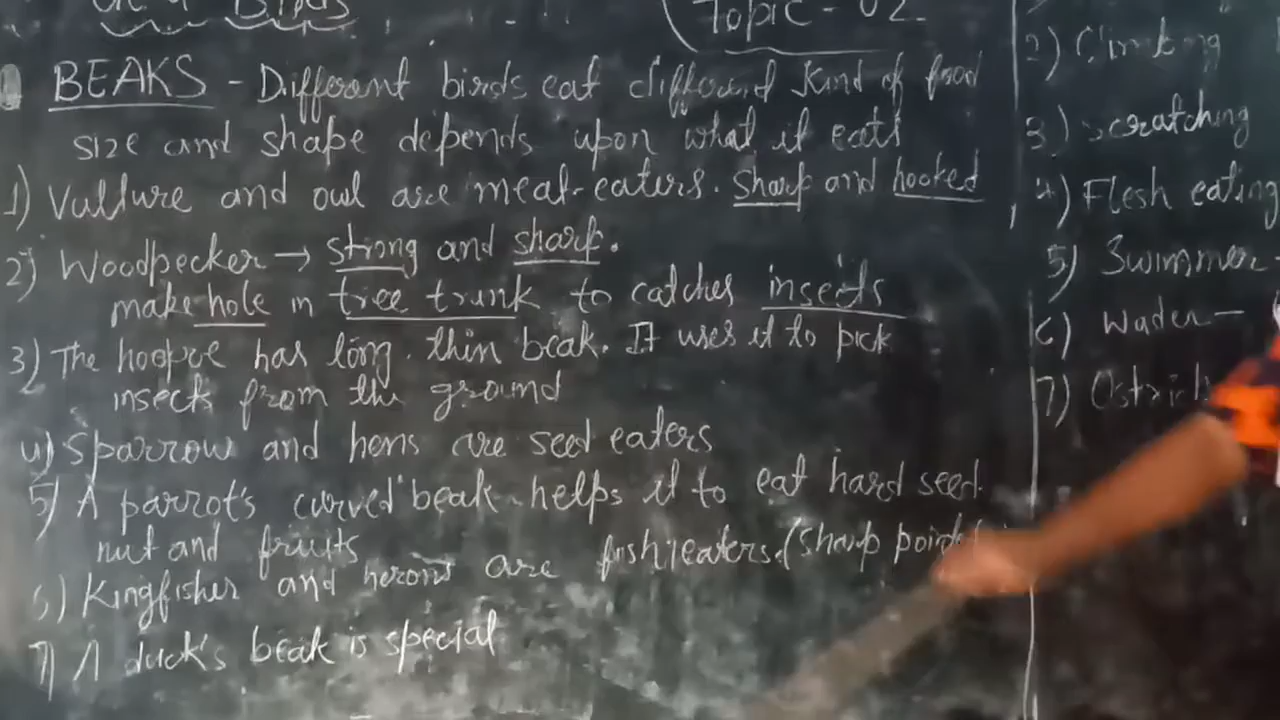 Birds
Topic - 02
BEAKS - Different birds eat different kind of food
size and shape depends upon what it eats
1) Vulture and owl are meat-eaters. sharp and hooked
2) Woodpecker → strong and sharp.
make hole in tree trunk to catches insects
3) The hoopoe has long, thin beak. It uses it to pick
insects from the ground
4) Sparrow and hens are seed eaters
5) A parrot's curved beak helps it to eat hard seed
nut and fruits
6) Kingfisher and herons are fish eaters. (sharp
7) A duck's beak is special
2)
3) scratching
4) Flesh eating
5) Swimmer -
6) Wader -
7) Ostrich